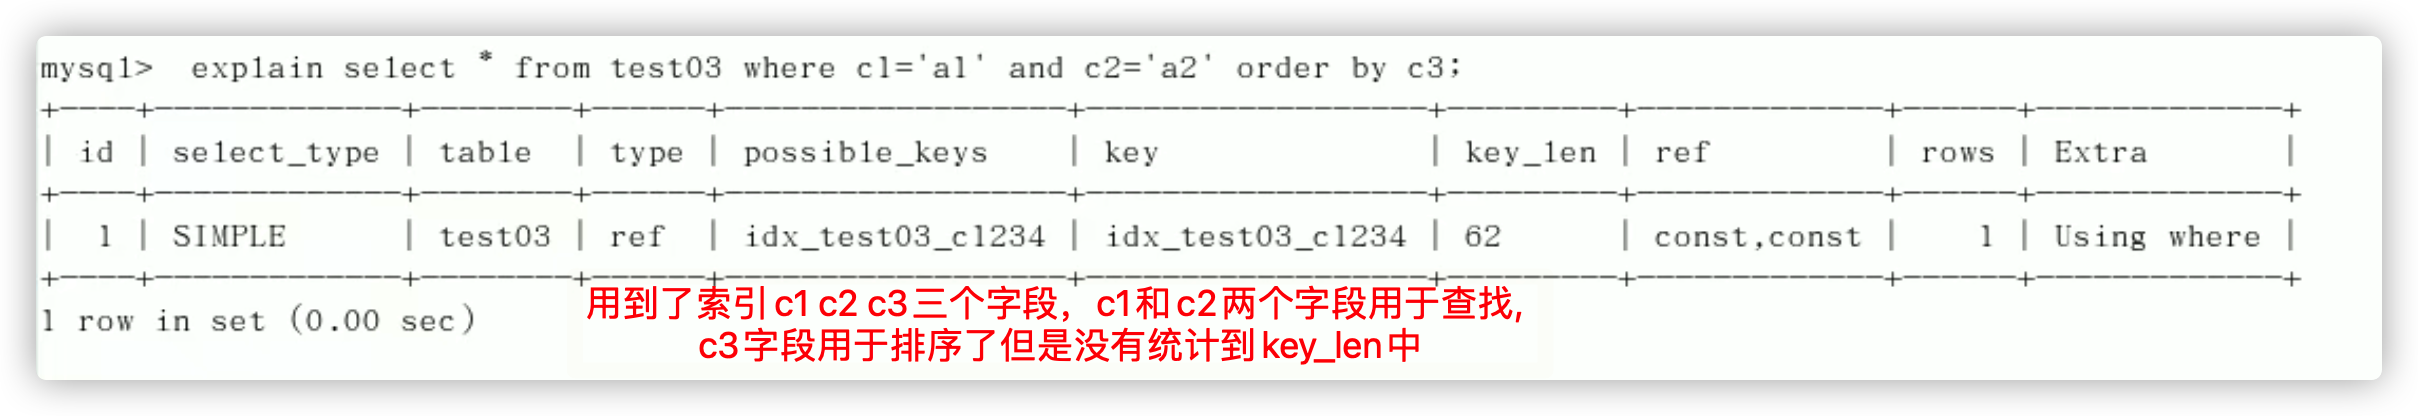 mysql>  explain select * from test03 where c1='a1' and c2='a2' order by c3;
+----+-------------+---------+------+------------------+------------------+---------+-------------+------+-------------+
| id | select_type | table | type | possible_keys | key | key_len | ref | rows | Extra |
+----+-------------+---------+------+------------------+------------------+---------+-------------+------+-------------+
| 1 | SIMPLE | test03 | ref | idx_test03_c1234 | idx_test03_c1234 | 62 | const,const | 1 | Using where |
+----+-------------+---------+------+------------------+------------------+---------+-------------+------+-------------+
1 row in set (0.00 sec)
用到了索引c1 c2 c3三个字段，c1和c2两个字段用于查找,
c3字段用于排序了但是没有统计到key_len中